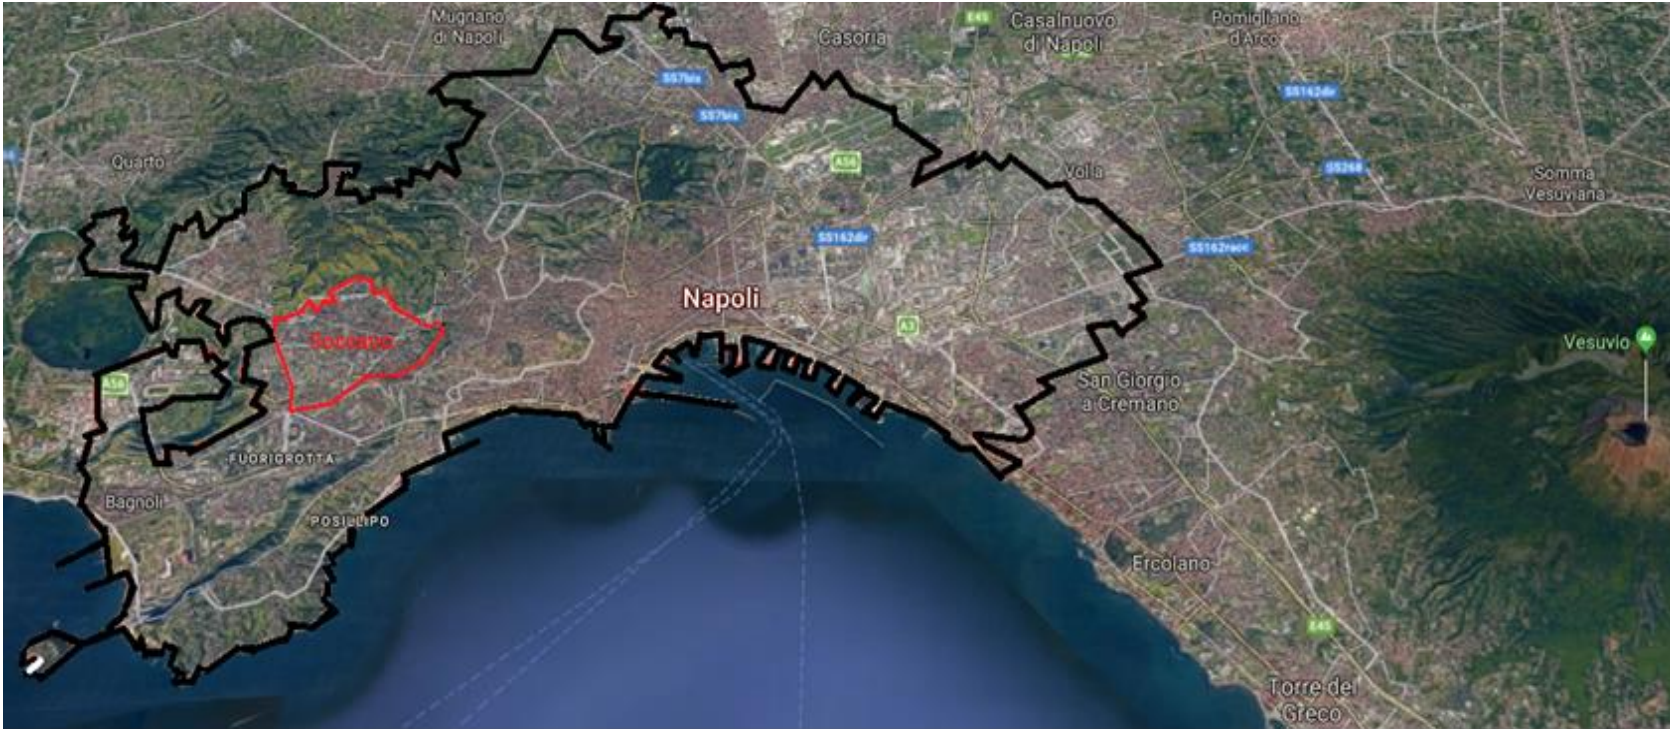 Mugnano
di Napoli
Casoria
E45
Casalnuovo
di Napoli
Pomigliano
d'Arco
SS7bis
SS162dir
SS7bis
Quarto
A56
Volla
SS268
Somma
Vesuviana
SS162dir
SS162racc
Napoli
A3
Soccavo
Vesuvio
A56
San Giorgio
a Cremano
FUORIGROTTA
Bagnoli
POSILLIPO
Ercolano
E45
Torre del
Greco